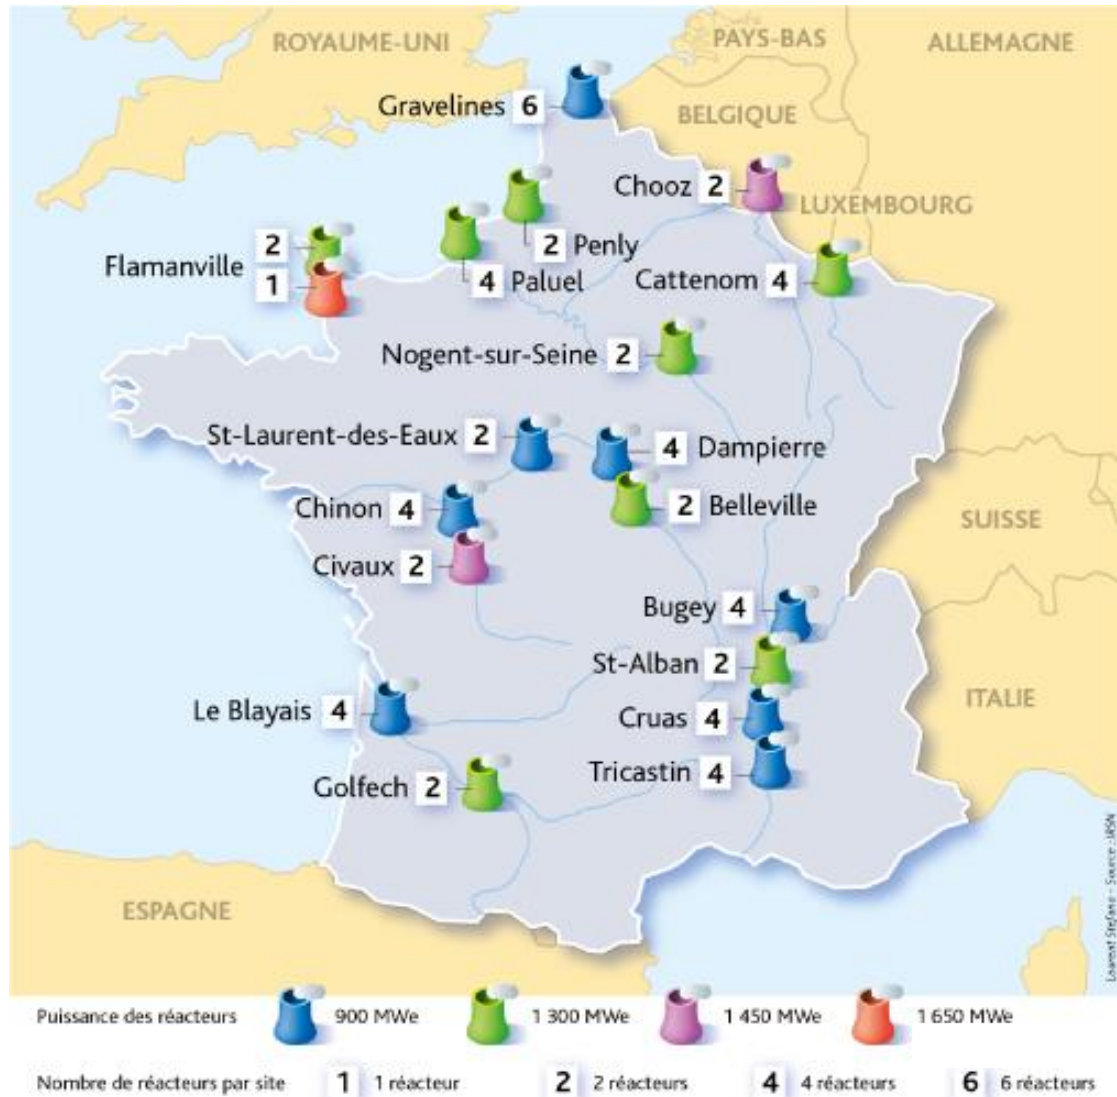 ROYAUME-UNI
PAYS-BAS
ALLEMAGNE
Gravelines 6
BELGIQUE
Chooz 2
LUXEMBOURG
2 Penly
Flamanville 2
1
4 Paluel
Cattenom 4
Nogent-sur-Seine 2
St-Laurent-des-Eaux 2
4 Dampierre
Chinon 4
2 Belleville
SUISSE
Civaux 2
Bugey 4
St-Alban 2
ITALIE
Le Blayais 4
Cruas 4
Tricastin 4
Golfech 2
ESPAGNE
Laurent Stefano - Source : IRSN
Puissance des réacteurs 900 MWe 1 300 MWe 1 450 MWe 1 650 MWe
Nombre de réacteurs par site 1 1 réacteur 2 2 réacteurs 4 4 réacteurs 6 6 réacteurs